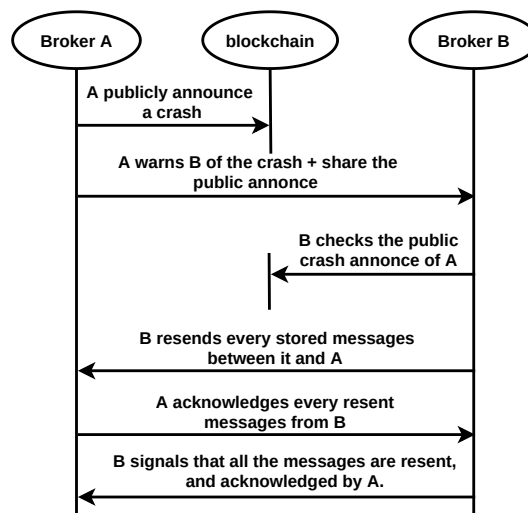 Broker A
blockchain
Broker B
A publicly announce
a crash
A warns B of the crash + share the
public annonce
B checks the public
crash annonce of A
B resends every stored messages
between it and A
A acknowledges every resent
messages from B
B signals that all the messages are resent,
and acknowledged by A.